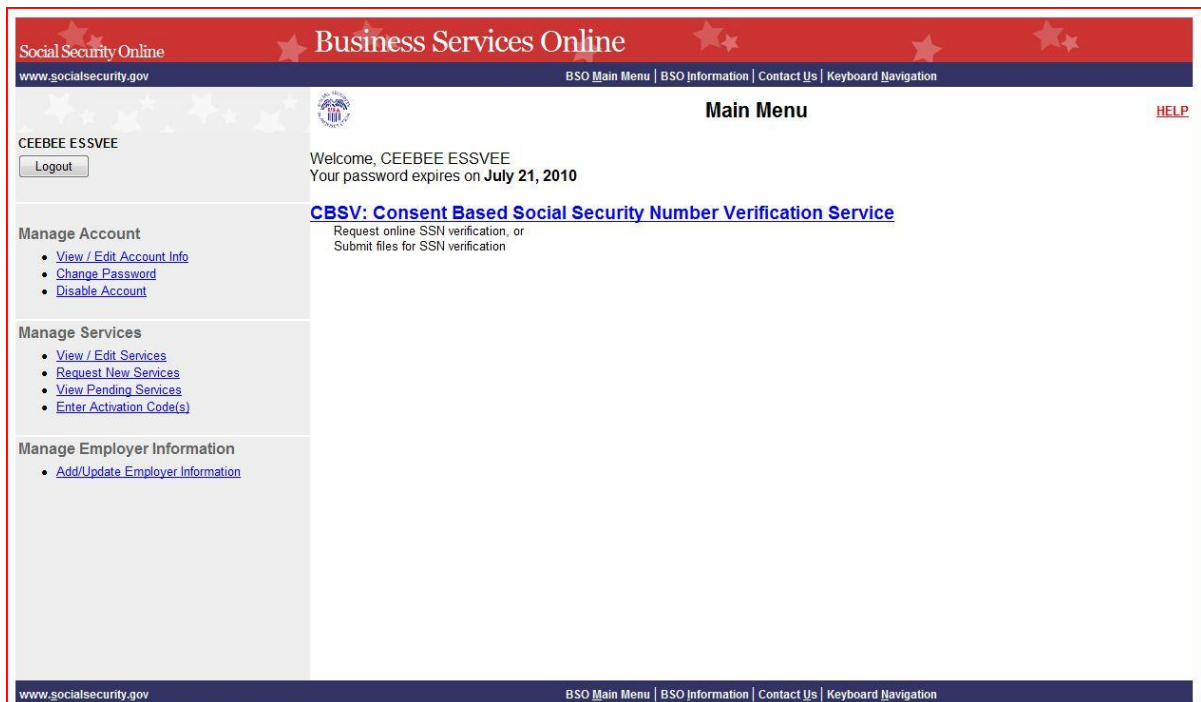 Social Security Online
Business Services Online
www.socialsecurity.gov
BSO Main Menu | BSO Information | Contact Us | Keyboard Navigation
CEEBEE ESSVEE
Logout
Manage Account
View / Edit Account Info
Change Password
Disable Account
Manage Services
View / Edit Services
Request New Services
View Pending Services
Enter Activation Code(s)
Manage Employer Information
Add/Update Employer Information
Main Menu
HELP
Welcome, CEEBEE ESSVEE
Your password expires on July 21, 2010
CBSV: Consent Based Social Security Number Verification Service
Request online SSN verification, or
Submit files for SSN verification
www.socialsecurity.gov
BSO Main Menu | BSO Information | Contact Us | Keyboard Navigation